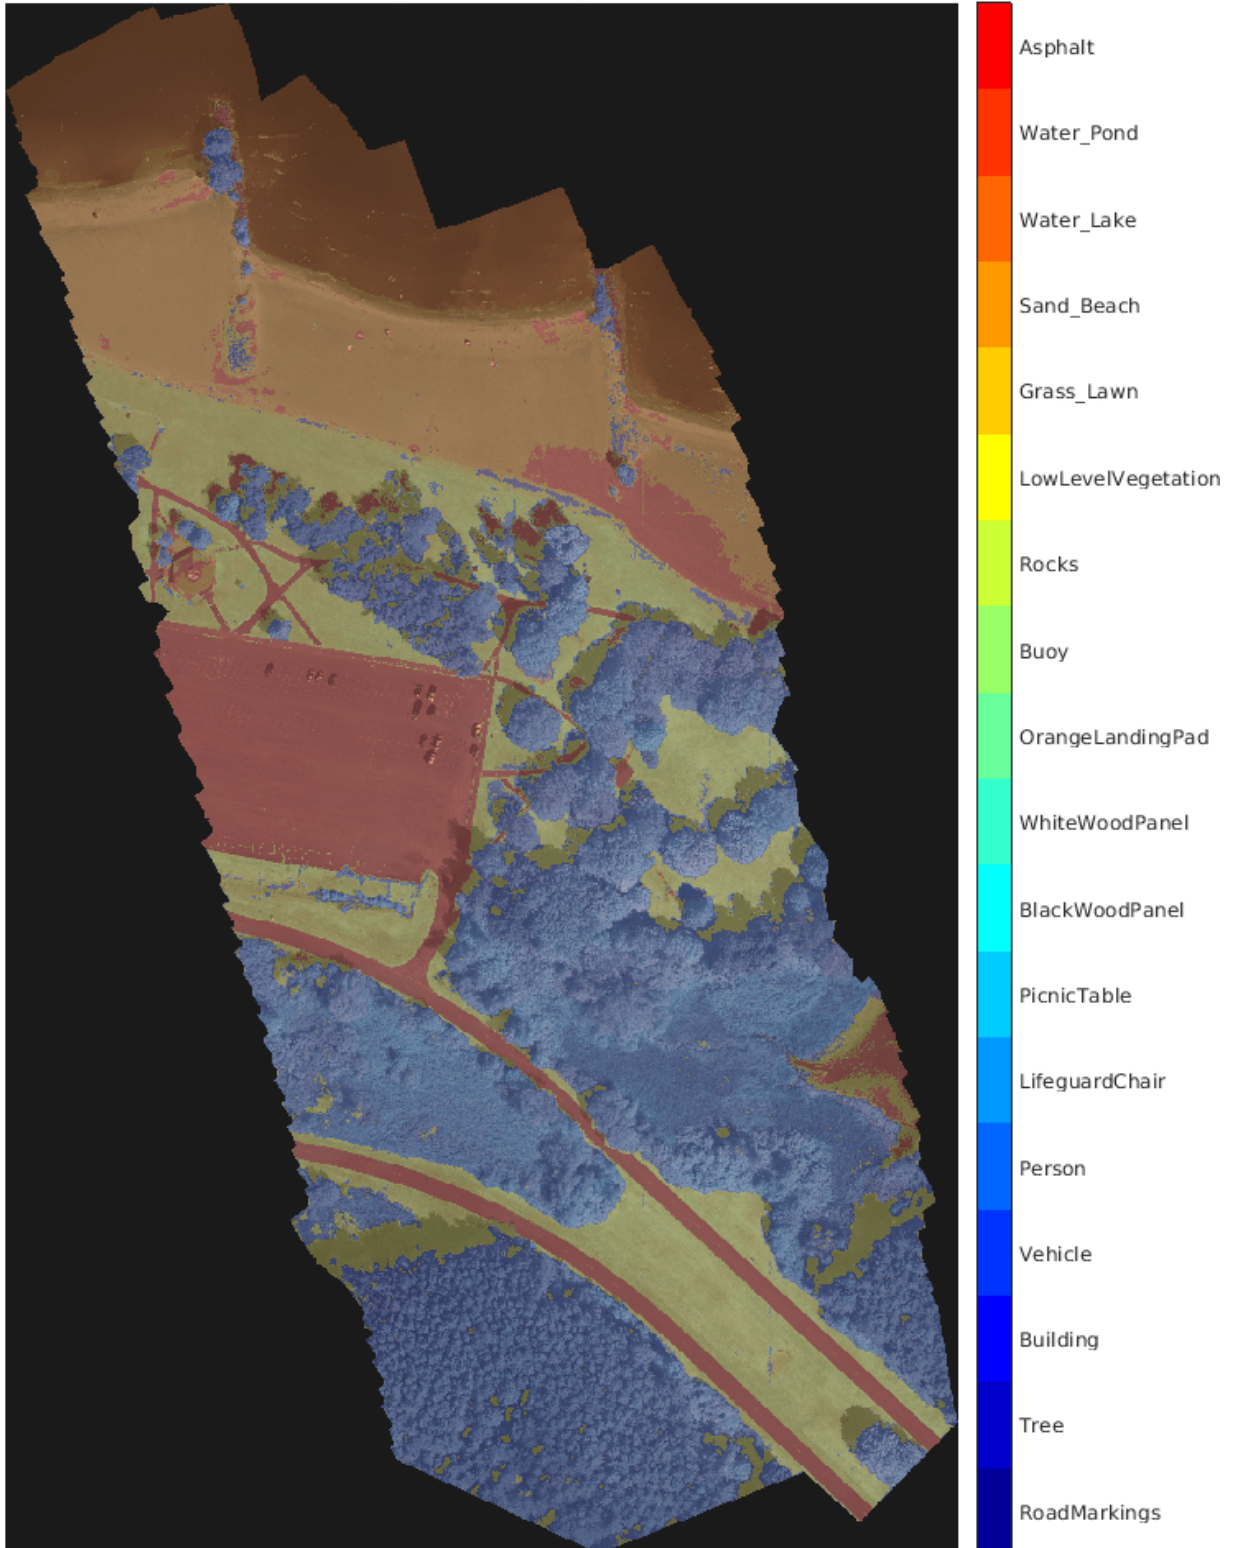 Asphalt
Water_Pond
Water_Lake
Sand_Beach
Grass_Lawn
LowLevelVegetation
Rocks
Buoy
OrangeLandingPad
WhiteWoodPanel
BlackWoodPanel
PicnicTable
LifeguardChair
Person
Vehicle
Building
Tree
RoadMarkings